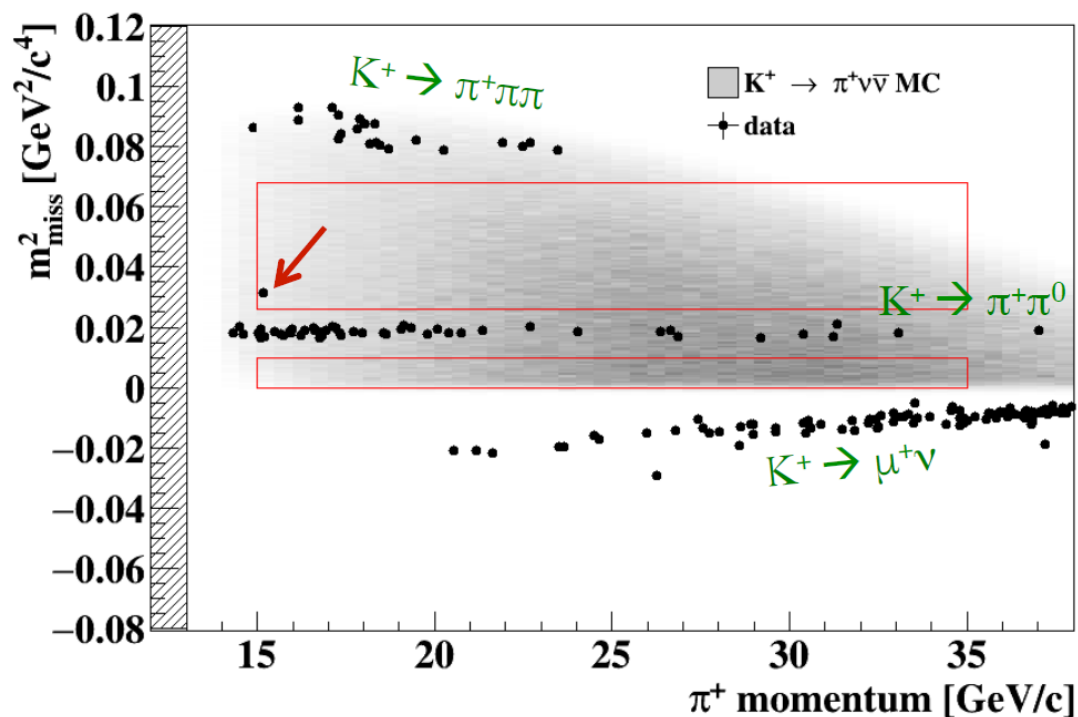 K⁺ → π⁺ππ
K⁺ → π⁺νν̄ MC
data
K⁺ → π⁺π⁰
K⁺ → μ⁺ν
m²miss [GeV²/c⁴]
0.12
0.1
0.08
0.06
0.04
0.02
0
−0.02
−0.04
−0.06
−0.08
15
20
25
30
35
π⁺ momentum [GeV/c]